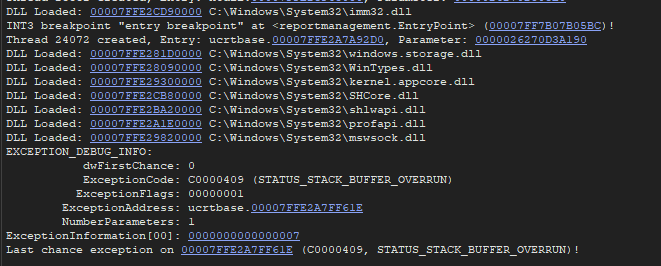 DLL Loaded: 00007FFE2CD90000 C:\Windows\System32\imm32.dll
INT3 breakpoint "entry breakpoint" at <reportmanagement.EntryPoint> (00007FF7B07B05BC)!
Thread 24072 created, Entry: ucrtbase.00007FFE2A7A92D0, Parameter: 0000026270D3A190
DLL Loaded: 00007FFE281D0000 C:\Windows\System32\windows.storage.dll
DLL Loaded: 00007FFE28090000 C:\Windows\System32\WinTypes.dll
DLL Loaded: 00007FFE29300000 C:\Windows\System32\kernel.appcore.dll
DLL Loaded: 00007FFE2CB80000 C:\Windows\System32\SHCore.dll
DLL Loaded: 00007FFE2BA20000 C:\Windows\System32\shlwapi.dll
DLL Loaded: 00007FFE2A1E0000 C:\Windows\System32\profapi.dll
DLL Loaded: 00007FFE29820000 C:\Windows\System32\mswsock.dll
EXCEPTION_DEBUG_INFO:
dwFirstChance: 0
ExceptionCode: C0000409 (STATUS_STACK_BUFFER_OVERRUN)
ExceptionFlags: 00000001
ExceptionAddress: ucrtbase.00007FFE2A7FF61E
NumberParameters: 1
ExceptionInformation[00]: 0000000000000007
Last chance exception on 00007FFE2A7FF61E (C0000409, STATUS_STACK_BUFFER_OVERRUN)!